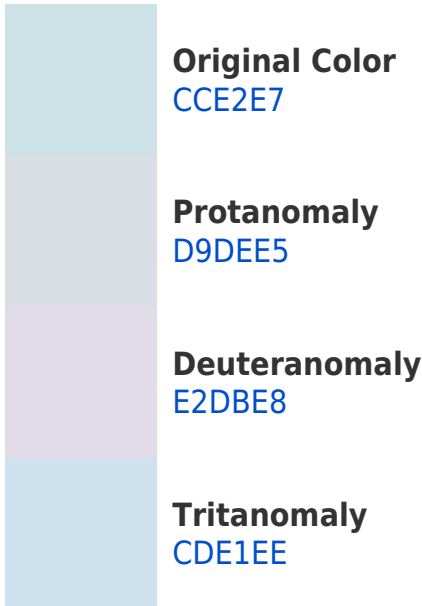 Original Color
CCE2E7
Protanomaly
D9DEE5
Deuteranomaly
E2DBE8
Tritanomaly
CDE1EE